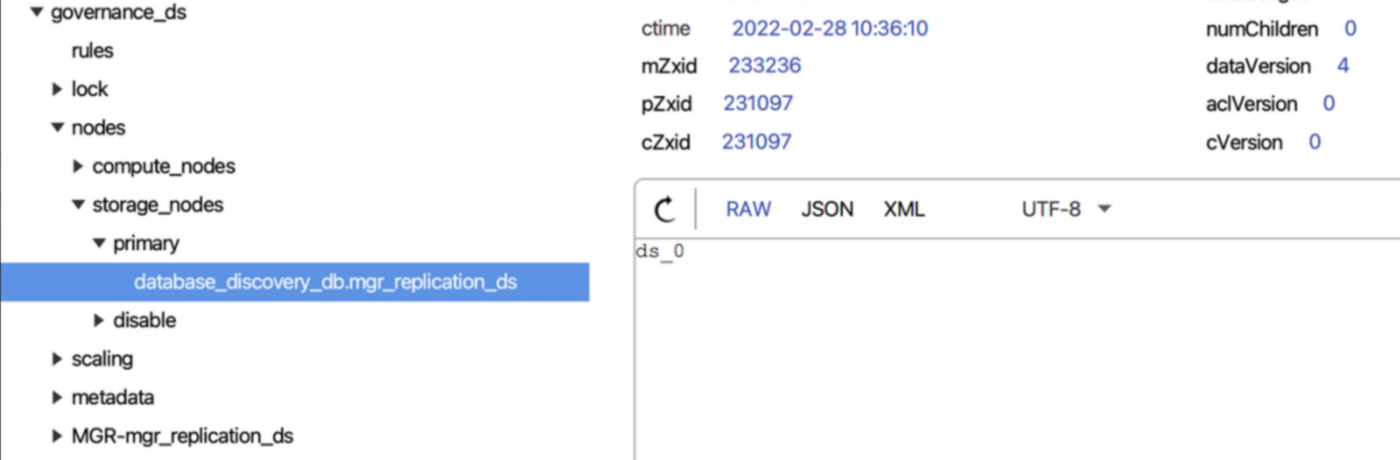 governance_ds
rules
lock
nodes
compute_nodes
storage_nodes
primary
database_discovery_db.mgr_replication_ds
disable
scaling
metadata
MGR-mgr_replication_ds
ctime 2022-02-28 10:36:10
mZxid 233236
pZxid 231097
cZxid 231097
numChildren 0
dataVersion 4
aclVersion 0
cVersion 0
RAW JSON XML UTF-8
ds_0